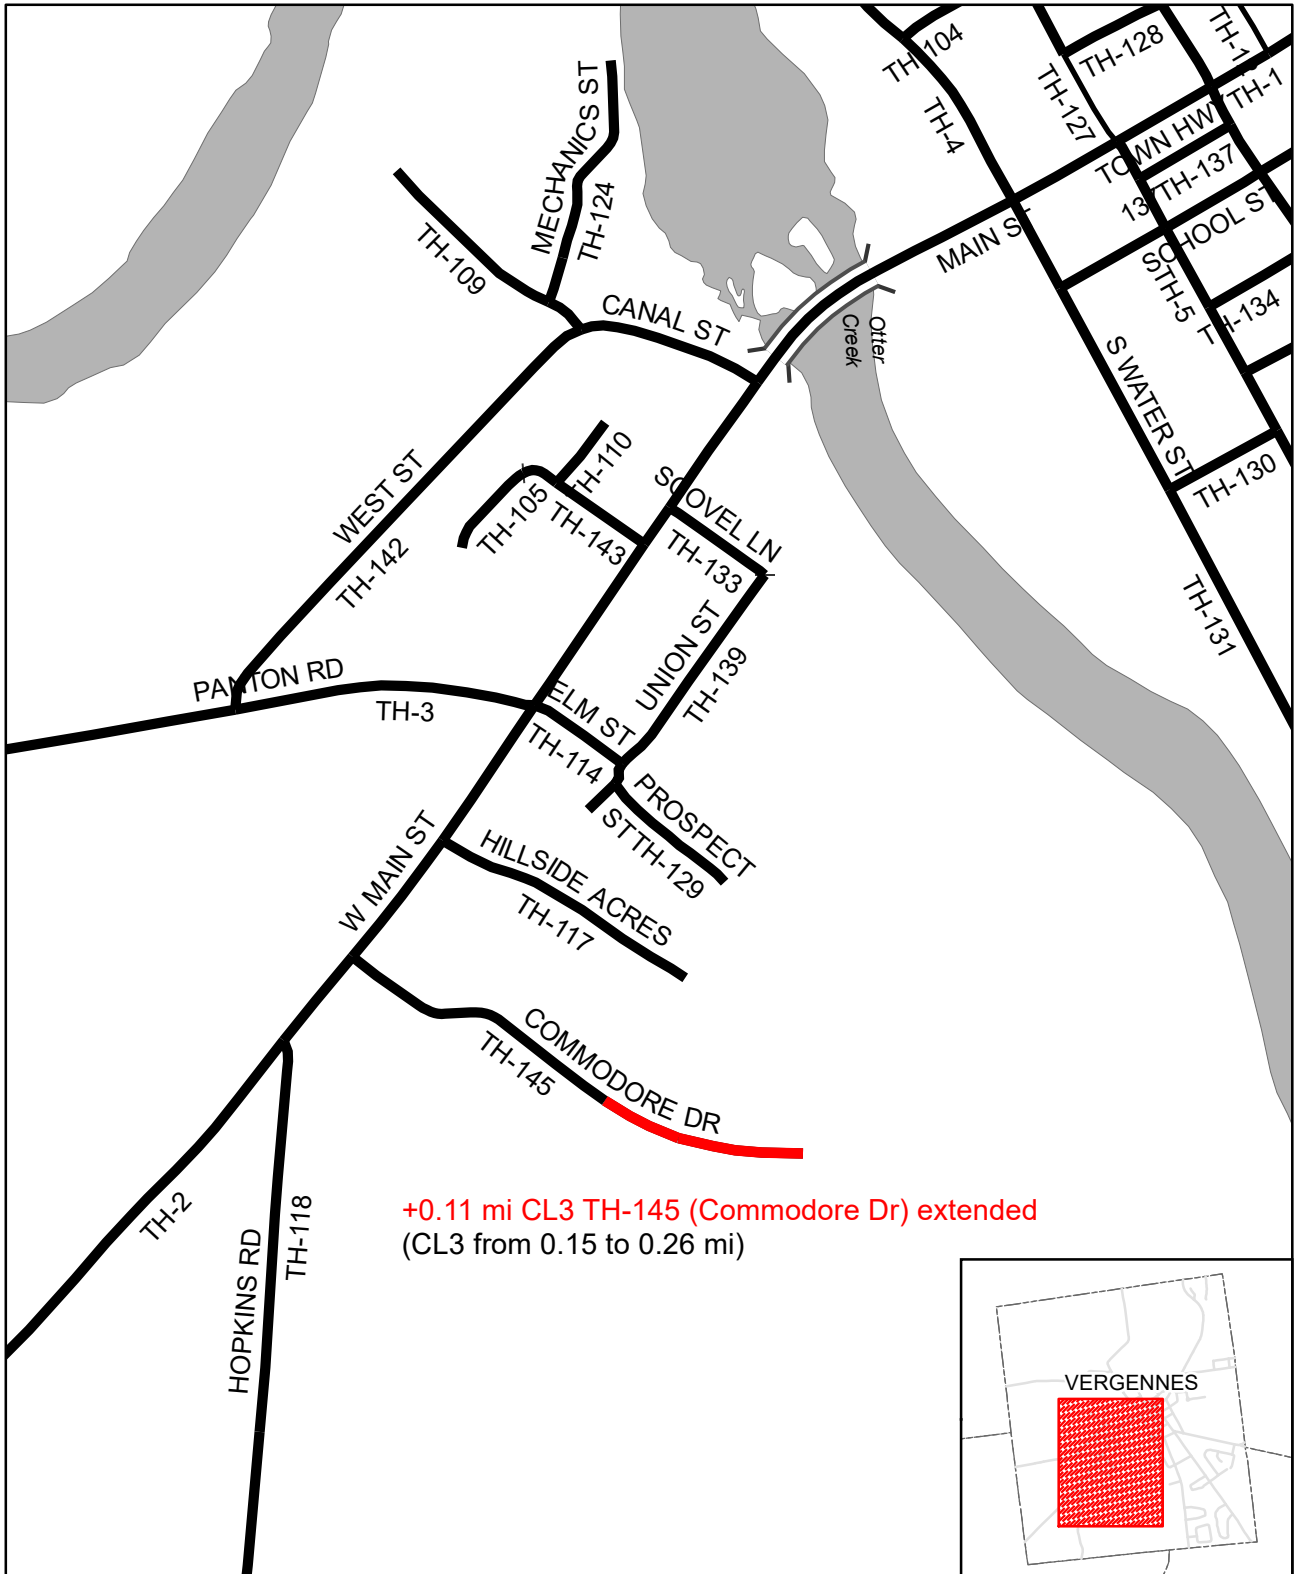 TH-104
TH-128
TH-1
TH-127
TH-4
TOWN HWY
TH-1
137
TH-137
SCHOOL ST
MAIN ST
TH-5
TH-134
MECHANICS ST
TH-124
TH-109
CANAL ST
Otter
Creek
S WATER ST
TH-130
TH-131
WEST ST
TH-142
TH-110
TH-105
TH-143
SCOVEL LN
TH-133
UNION ST
TH-139
PANTON RD
TH-3
ELM ST
TH-114
PROSPECT
ST
TH-129
W MAIN ST
HILLSIDE ACRES
TH-117
COMMODORE DR
TH-145
TH-2
HOPKINS RD
TH-118
+0.11 mi CL3 TH-145 (Commodore Dr) extended
(CL3 from 0.15 to 0.26 mi)
VERGENNES